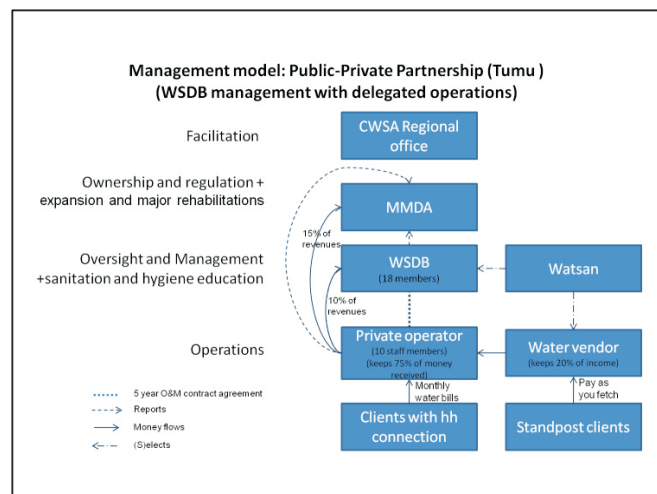 Management model: Public-Private Partnership (Tumu )
(WSDB management with delegated operations)
Facilitation
CWSA Regional
office
Ownership and regulation +
expansion and major rehabilitations
MMDA
15% of
revenues
Oversight and Management
+sanitation and hygiene education
WSDB
(18 members)
Watsan
10% of
revenues
Operations
Private operator
(10 staff members)
(keeps 75% of money
received)
Water vendor
(keeps 20% of income)
5 year O&M contract agreement
Reports
Money flows
(S)elects
Monthly
water bills
Pay as
you fetch
Clients with hh
connection
Standpost clients